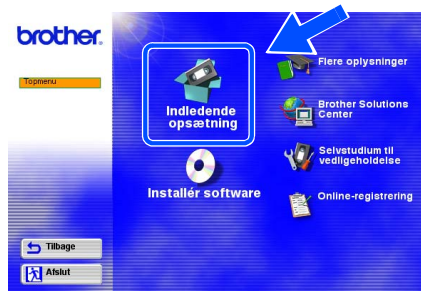 brother.
Topmenu
Indledende
opsætning
Installér software
Flere oplysninger
Brother Solutions
Center
Selvstudium til
vedligeholdelse
Online-registrering
Tilbage
Afslut